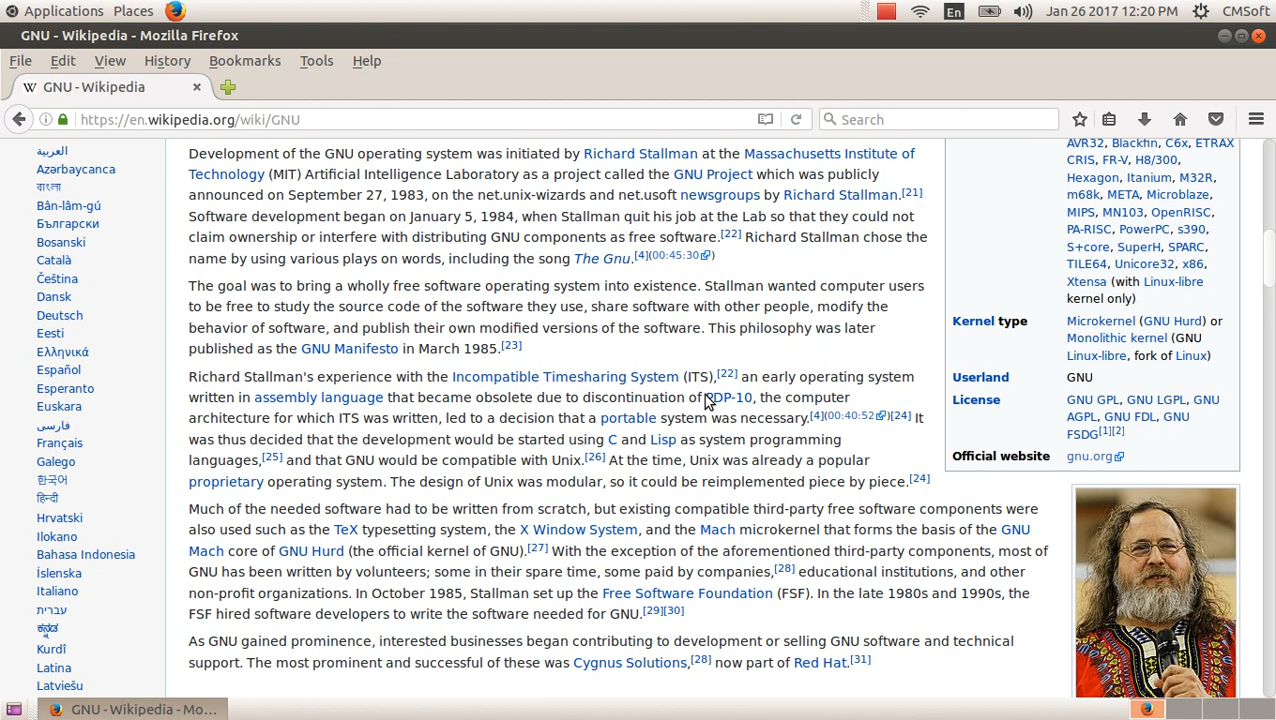 Applications Places En Jan 26 2017 12:20 PM CMSoft
GNU - Wikipedia - Mozilla Firefox
File Edit View History Bookmarks Tools Help
W GNU - Wikipedia
https://en.wikipedia.org/wiki/GNU Search
العربية
Azərbaycanca
বাংলা
Bân-lâm-gú
Български
Bosanski
Català
Čeština
Dansk
Deutsch
Eesti
Ελληνικά
Español
Esperanto
Euskara
فارسی
Français
Galego
हिन्दी
Hrvatski
Ilokano
Bahasa Indonesia
Íslenska
Italiano
עברית
ಕನ್ನಡ
Kurdî
Latina
Latviešu
Development of the GNU operating system was initiated by Richard Stallman at the Massachusetts Institute of
Technology (MIT) Artificial Intelligence Laboratory as a project called the GNU Project which was publicly
announced on September 27, 1983, on the net.unix-wizards and net.usoft newsgroups by Richard Stallman.[21]
Software development began on January 5, 1984, when Stallman quit his job at the Lab so that they could not
claim ownership or interfere with distributing GNU components as free software.[22] Richard Stallman chose the
name by using various plays on words, including the song The Gnu.[4](00:45:30)
The goal was to bring a wholly free software operating system into existence. Stallman wanted computer users
to be free to study the source code of the software they use, share software with other people, modify the
behavior of software, and publish their own modified versions of the software. This philosophy was later
published as the GNU Manifesto in March 1985.[23]
Richard Stallman's experience with the Incompatible Timesharing System (ITS),[22] an early operating system
written in assembly language that became obsolete due to discontinuation of PDP-10, the computer
architecture for which ITS was written, led to a decision that a portable system was necessary.[4](00:40:52)[24] It
was thus decided that the development would be started using C and Lisp as system programming
languages,[25] and that GNU would be compatible with Unix.[26] At the time, Unix was already a popular
proprietary operating system. The design of Unix was modular, so it could be reimplemented piece by piece.[24]
Much of the needed software had to be written from scratch, but existing compatible third-party free software components were
also used such as the TeX typesetting system, the X Window System, and the Mach microkernel that forms the basis of the GNU
Mach core of GNU Hurd (the official kernel of GNU).[27] With the exception of the aforementioned third-party components, most of
GNU has been written by volunteers; some in their spare time, some paid by companies,[28] educational institutions, and other
non-profit organizations. In October 1985, Stallman set up the Free Software Foundation (FSF). In the late 1980s and 1990s, the
FSF hired software developers to write the software needed for GNU.[29][30]
As GNU gained prominence, interested businesses began contributing to development or selling GNU software and technical
support. The most prominent and successful of these was Cygnus Solutions,[28] now part of Red Hat.[31]
AVR32, Blackfin, C6x, ETRAX
CRIS, FR-V, H8/300,
Hexagon, Itanium, M32R,
m68k, META, Microblaze,
MIPS, MN103, OpenRISC,
PA-RISC, PowerPC, s390,
S+core, SuperH, SPARC,
TILE64, Unicore32, x86,
Xtensa (with Linux-libre
kernel only)
Kernel type Microkernel (GNU Hurd) or
Monolithic kernel (GNU
Linux-libre, fork of Linux)
Userland GNU
License GNU GPL, GNU LGPL, GNU
AGPL, GNU FDL, GNU
FSDG[1][2]
Official website gnu.org
GNU - Wikipedia - Mo...